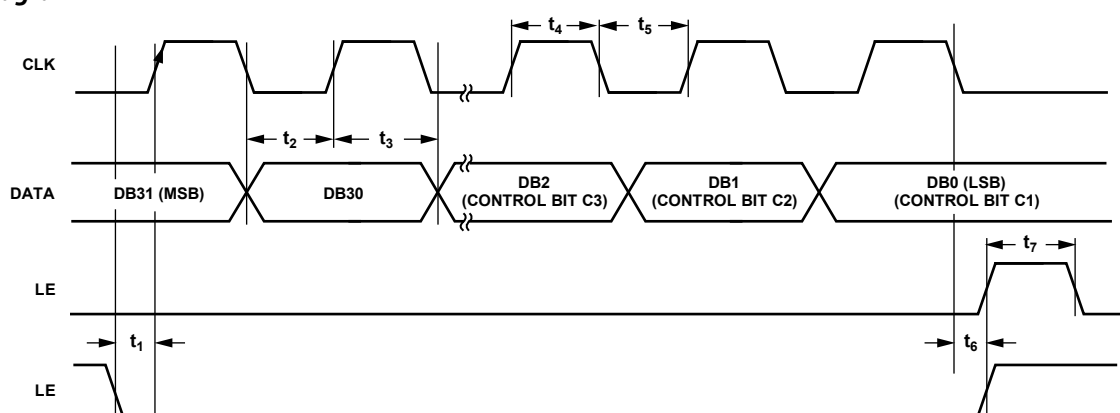 CLK
t4
t5
t2
t3
DATA
DB31 (MSB)
DB30
DB2
(CONTROL BIT C3)
DB1
(CONTROL BIT C2)
DB0 (LSB)
(CONTROL BIT C1)
t7
LE
t1
t6
LE